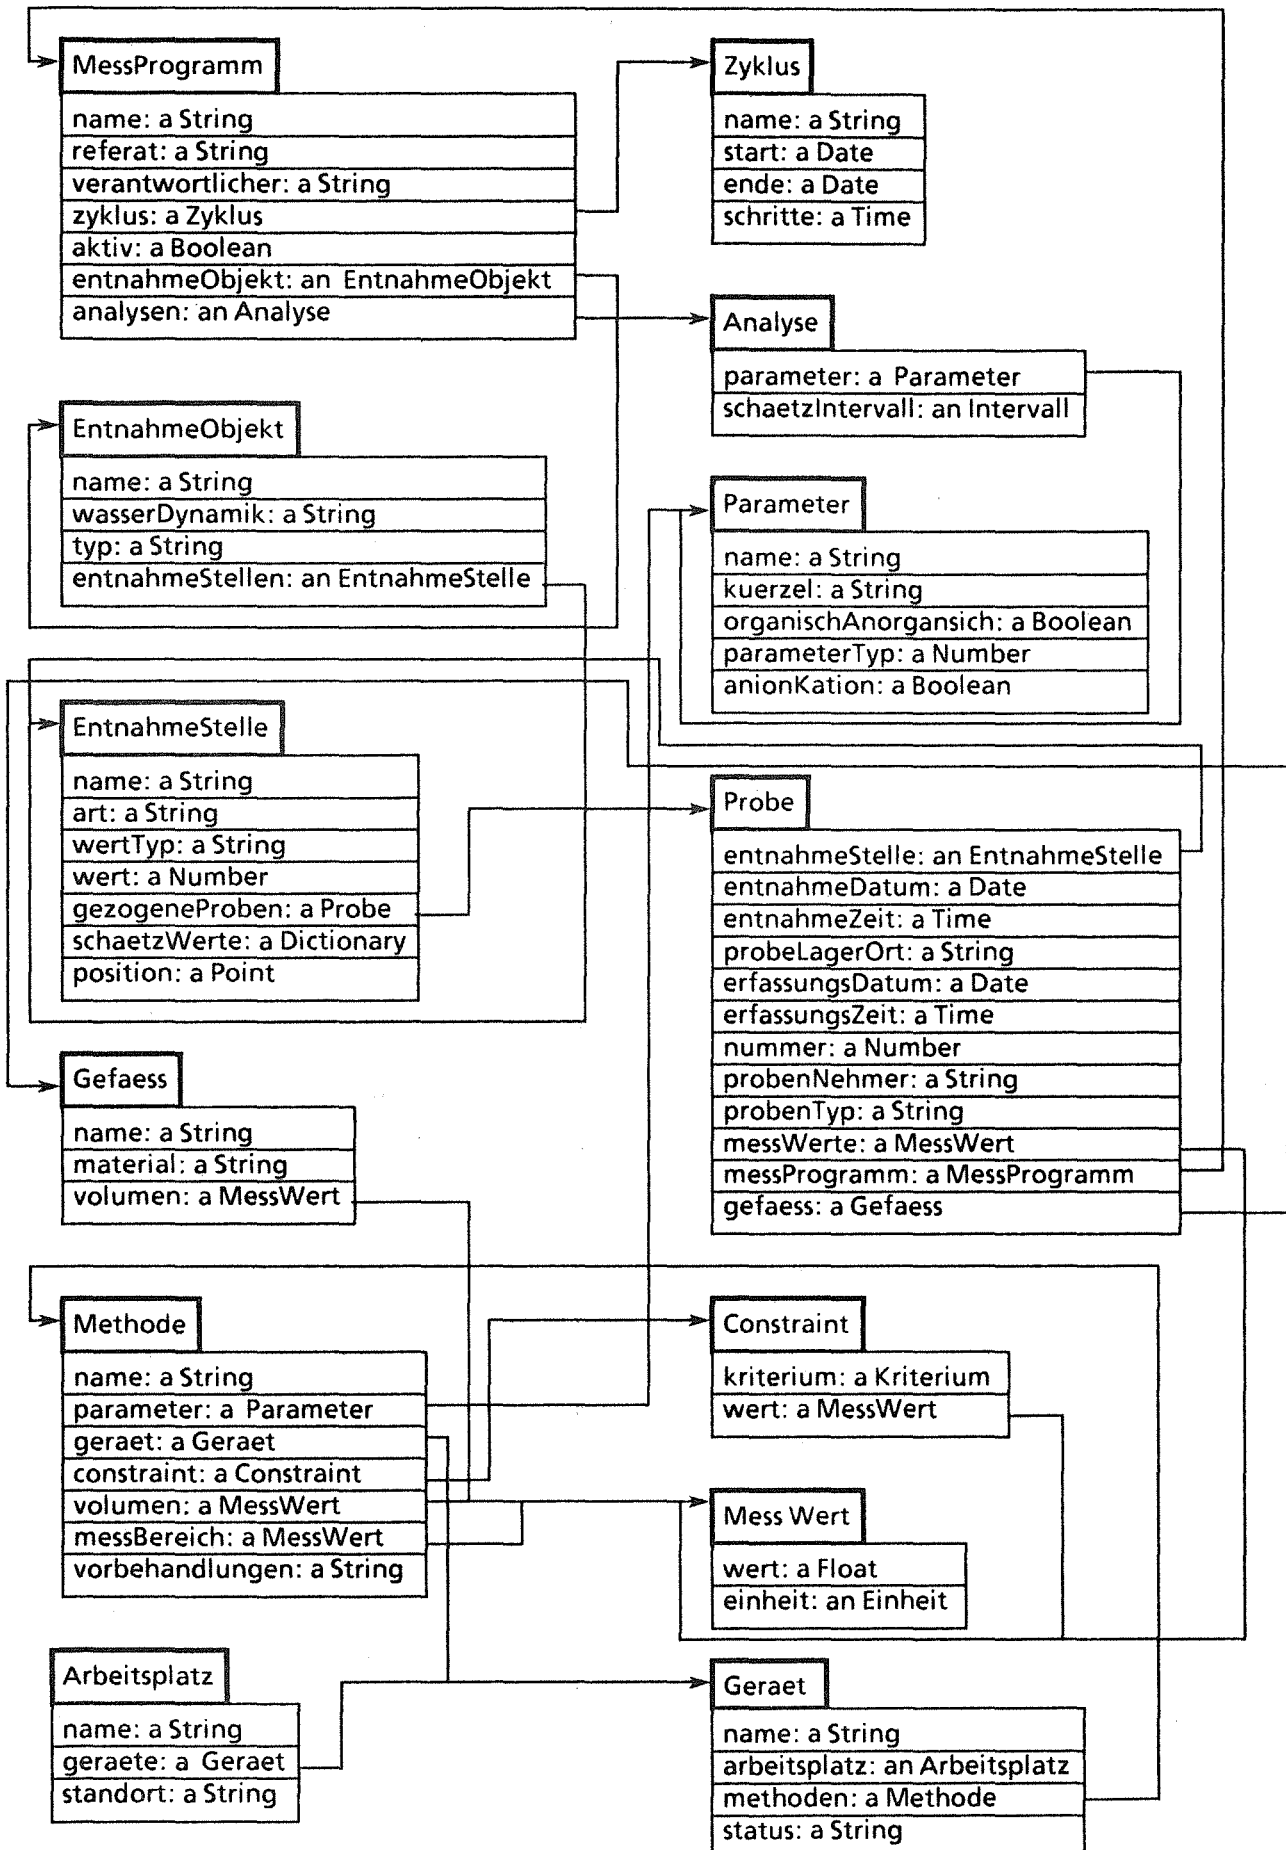 MessProgramm
name: a String
referat: a String
verantwortlicher: a String
zyklus: a Zyklus
aktiv: a Boolean
entnahmeObjekt: an EntnahmeObjekt
analysen: an Analyse
Zyklus
name: a String
start: a Date
ende: a Date
schritte: a Time
Analyse
parameter: a Parameter
schaetzIntervall: an Intervall
EntnahmeObjekt
name: a String
wasserDynamik: a String
typ: a String
entnahmeStellen: an EntnahmeStelle
Parameter
name: a String
kuerzel: a String
organischAnorgansich: a Boolean
parameterTyp: a Number
anionKation: a Boolean
EntnahmeStelle
name: a String
art: a String
wertTyp: a String
wert: a Number
gezogeneProben: a Probe
schaetzWerte: a Dictionary
position: a Point
Probe
entnahmeStelle: an EntnahmeStelle
entnahmeDatum: a Date
entnahmeZeit: a Time
probeLagerOrt: a String
erfassungsDatum: a Date
erfassungsZeit: a Time
nummer: a Number
probenNehmer: a String
probenTyp: a String
messWerte: a MessWert
messProgramm: a MessProgramm
gefaess: a Gefaess
Gefaess
name: a String
material: a String
volumen: a MessWert
Methode
name: a String
parameter: a Parameter
geraet: a Geraet
constraint: a Constraint
volumen: a MessWert
messBereich: a MessWert
vorbehandlungen: a String
Constraint
kriterium: a Kriterium
wert: a MessWert
Mess Wert
wert: a Float
einheit: an Einheit
Arbeitsplatz
name: a String
geraete: a Geraet
standort: a String
Geraet
name: a String
arbeitsplatz: an Arbeitsplatz
methoden: a Methode
status: a String